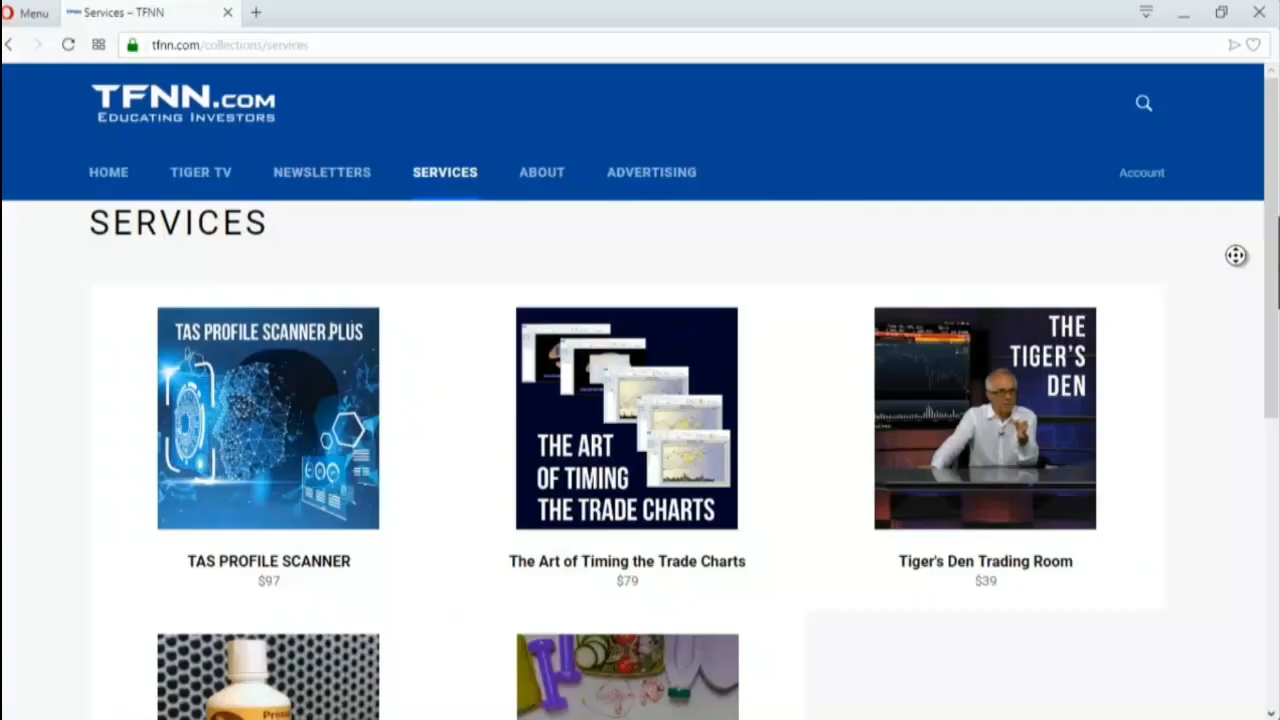 Menu
Services – TFNN
tfnn.com/collections/services
TFNN.COM
EDUCATING INVESTORS
HOME
TIGER TV
NEWSLETTERS
SERVICES
ABOUT
ADVERTISING
Account
SERVICES
TAS PROFILE SCANNER PLUS
THE ART
OF TIMING
THE TRADE CHARTS
THE
TIGER'S
DEN
TAS PROFILE SCANNER
$97
The Art of Timing the Trade Charts
$79
Tiger's Den Trading Room
$39